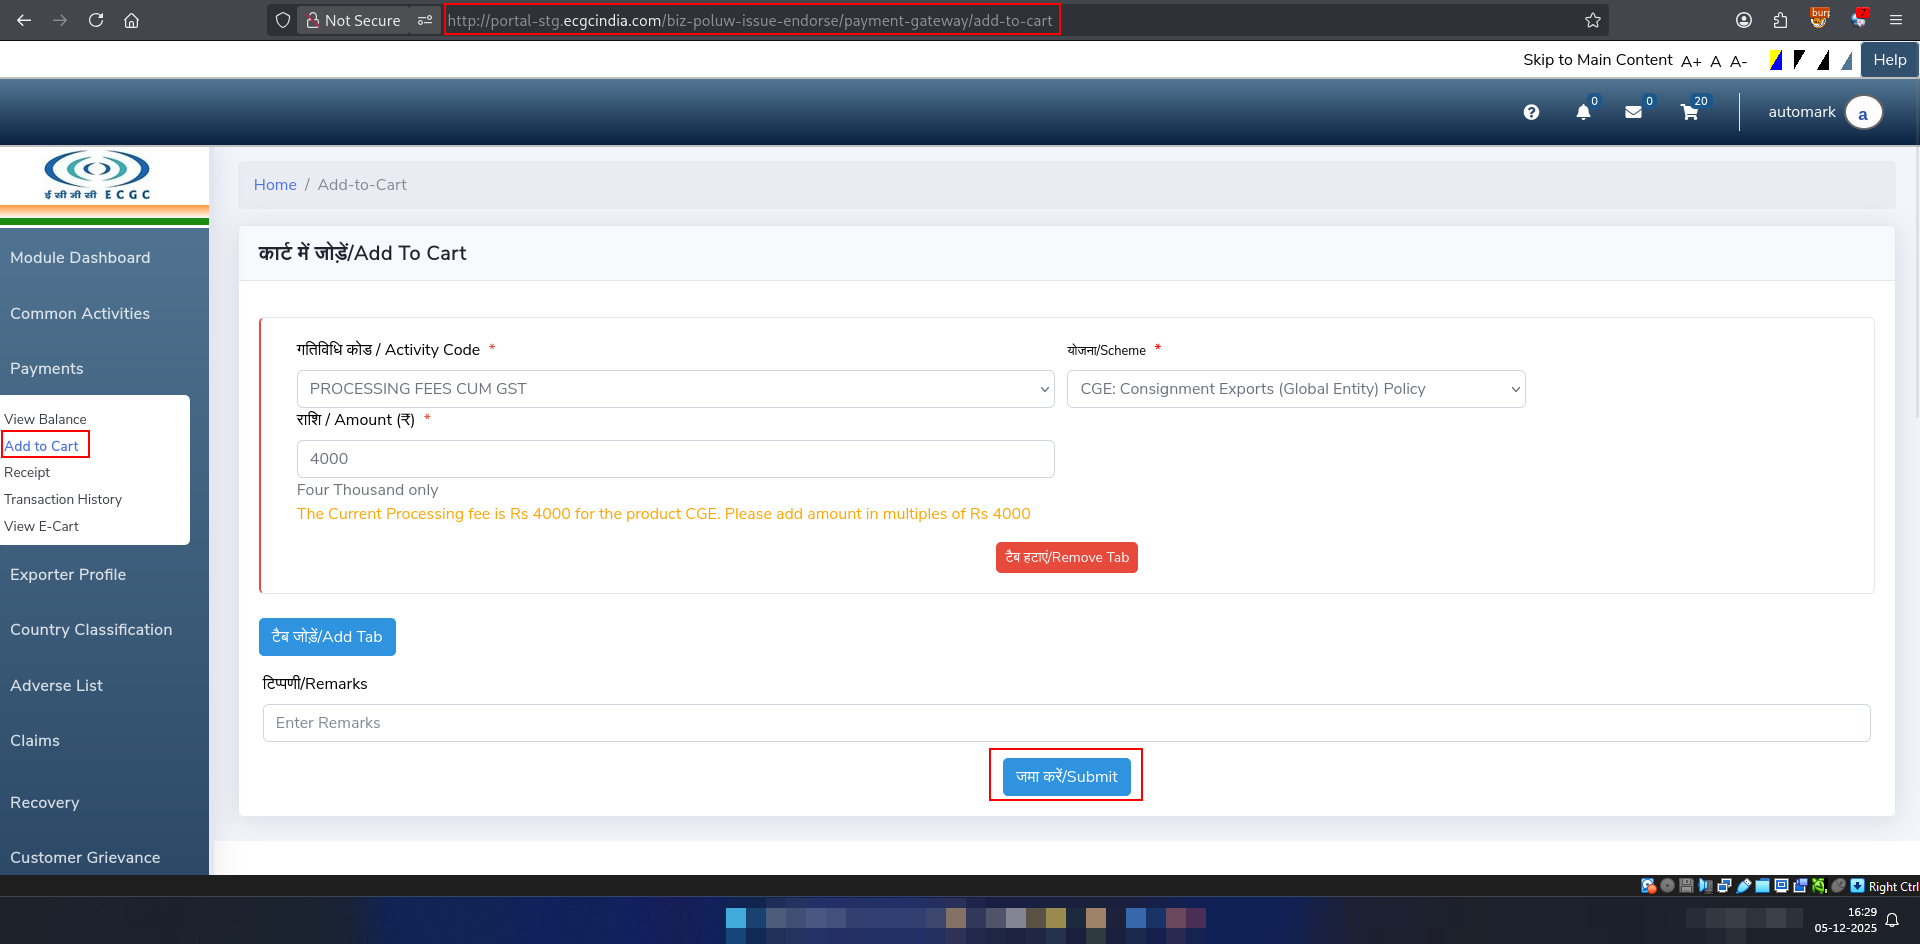 Not Secure
http://portal-stg.ecgcindia.com/biz-poluw-issue-endorse/payment-gateway/add-to-cart
burp
7
Skip to Main Content A+ A A- Help
0 0 20 automark a
ई सी जी सी E C G C
Home / Add-to-Cart
कार्ट में जोड़ें/Add To Cart
Module Dashboard
Common Activities
Payments
View Balance
Add to Cart
Receipt
Transaction History
View E-Cart
Exporter Profile
Country Classification
Adverse List
Claims
Recovery
Customer Grievance
गतिविधि कोड / Activity Code *
योजना/Scheme *
PROCESSING FEES CUM GST
CGE: Consignment Exports (Global Entity) Policy
राशि / Amount (₹) *
4000
Four Thousand only
The Current Processing fee is Rs 4000 for the product CGE. Please add amount in multiples of Rs 4000
टैब हटाएं/Remove Tab
टैब जोड़ें/Add Tab
टिप्पणी/Remarks
Enter Remarks
जमा करें/Submit
Right Ctrl
16:29
05-12-2025